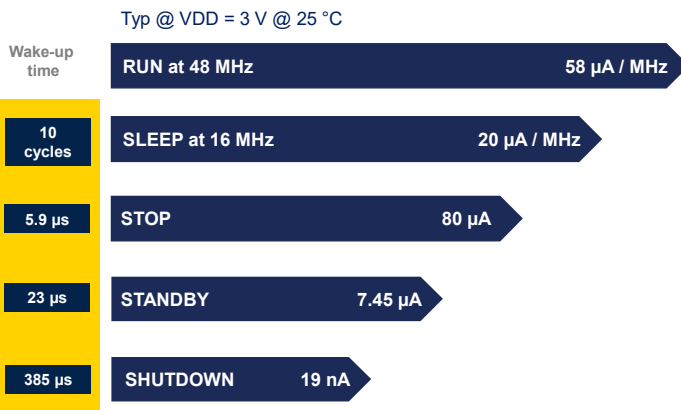 Typ @ VDD = 3 V @ 25 °C
Wake-up
time
RUN at 48 MHz 58 µA / MHz
10
cycles
SLEEP at 16 MHz 20 µA / MHz
5.9 µs
STOP 80 µA
23 µs
STANDBY 7.45 µA
385 µs
SHUTDOWN 19 nA